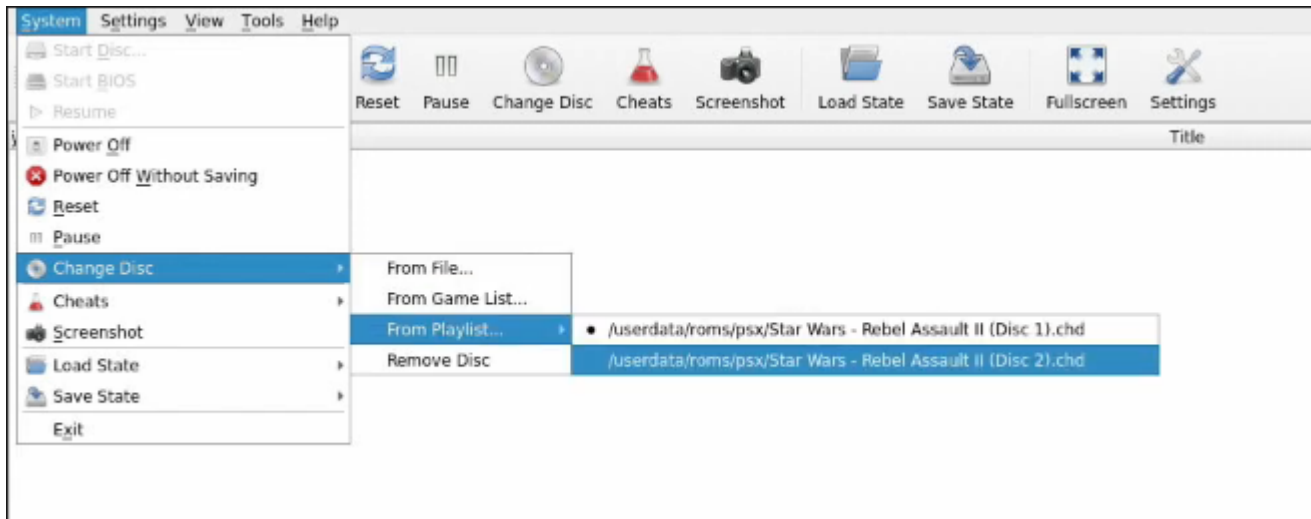 System Settings View Tools Help
Start Disc...
Start BIOS
Resume
Reset Pause Change Disc Cheats Screenshot Load State Save State Fullscreen Settings
Title
Power Off
Power Off Without Saving
Reset
Pause
Change Disc
Cheats
Screenshot
Load State
Save State
Exit
From File...
From Game List...
From Playlist...
Remove Disc
/userdata/roms/psx/Star Wars - Rebel Assault II (Disc 1).chd
/userdata/roms/psx/Star Wars - Rebel Assault II (Disc 2).chd